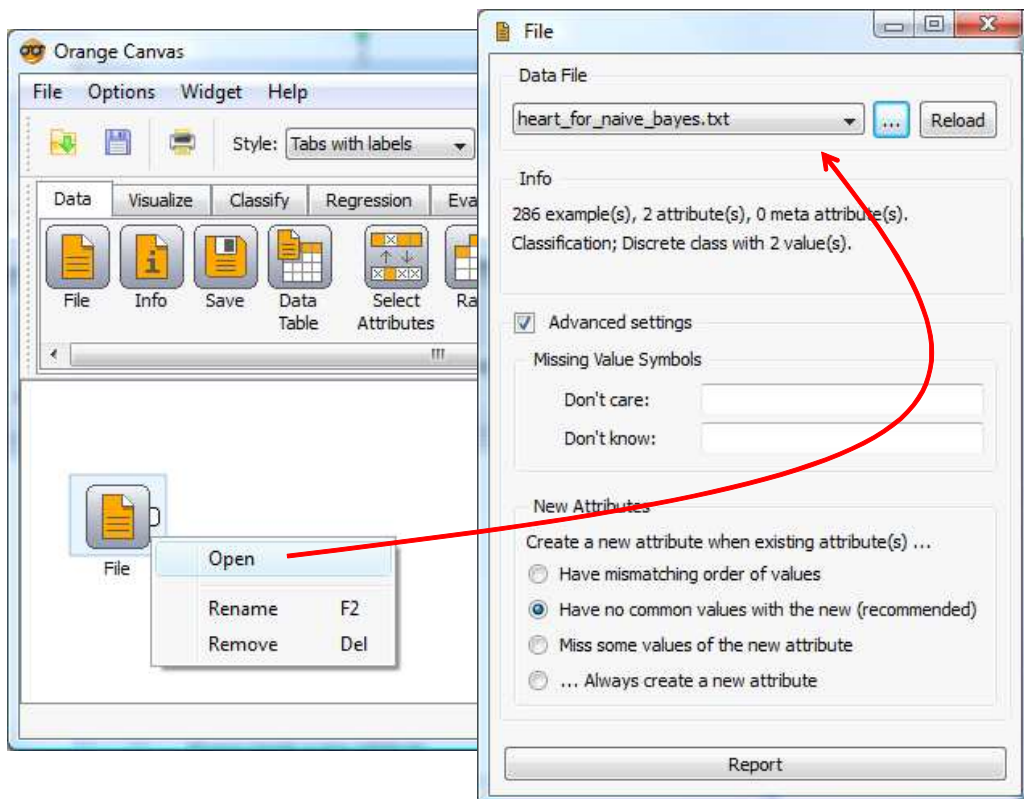 Orange Canvas
File Options Widget Help
Style: Tabs with labels
Data Visualize Classify Regression Eva
File Info Save Data Table Select Attributes Ra
File
Open
Rename F2
Remove Del
File
Data File
heart_for_naive_bayes.txt ... Reload
Info
286 example(s), 2 attribute(s), 0 meta attribute(s).
Classification; Discrete class with 2 value(s).
Advanced settings
Missing Value Symbols
Don't care:
Don't know:
New Attributes
Create a new attribute when existing attribute(s) ...
Have mismatching order of values
Have no common values with the new (recommended)
Miss some values of the new attribute
... Always create a new attribute
Report